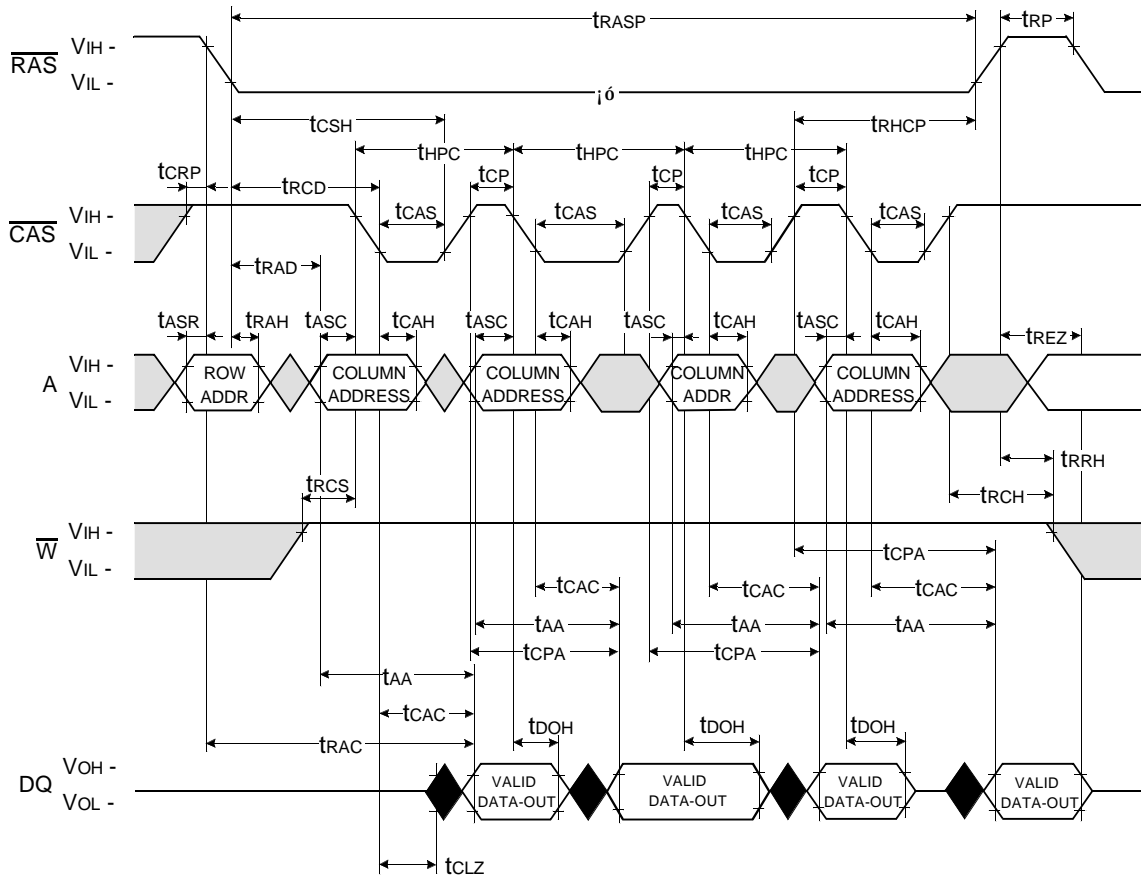 tRASP tRP
RAS VIH -
VIL -
¡ó
tCSH tRHCP
tHPC tHPC tHPC
tCRP tRCD tCP tCP tCP
CAS VIH -
VIL -
tCAS tCAS tCAS tCAS
tRAD
tASR tRAH tASC tCAH tASC tCAH tASC tCAH tASC tCAH tREZ
A VIH -
VIL -
ROW ADDR
COLUMN ADDRESS
COLUMN ADDRESS
COLUMN ADDR
COLUMN ADDRESS
tRRH
tRCS tRCH
W VIH -
VIL -
tCPA
tCAC tCAC tCAC
tAA tAA tAA
tCPA tCPA
tAA
tCAC
tRAC tDOH tDOH tDOH
DQ VOH -
VOL -
VALID DATA-OUT
VALID DATA-OUT
VALID DATA-OUT
VALID DATA-OUT
tCLZ